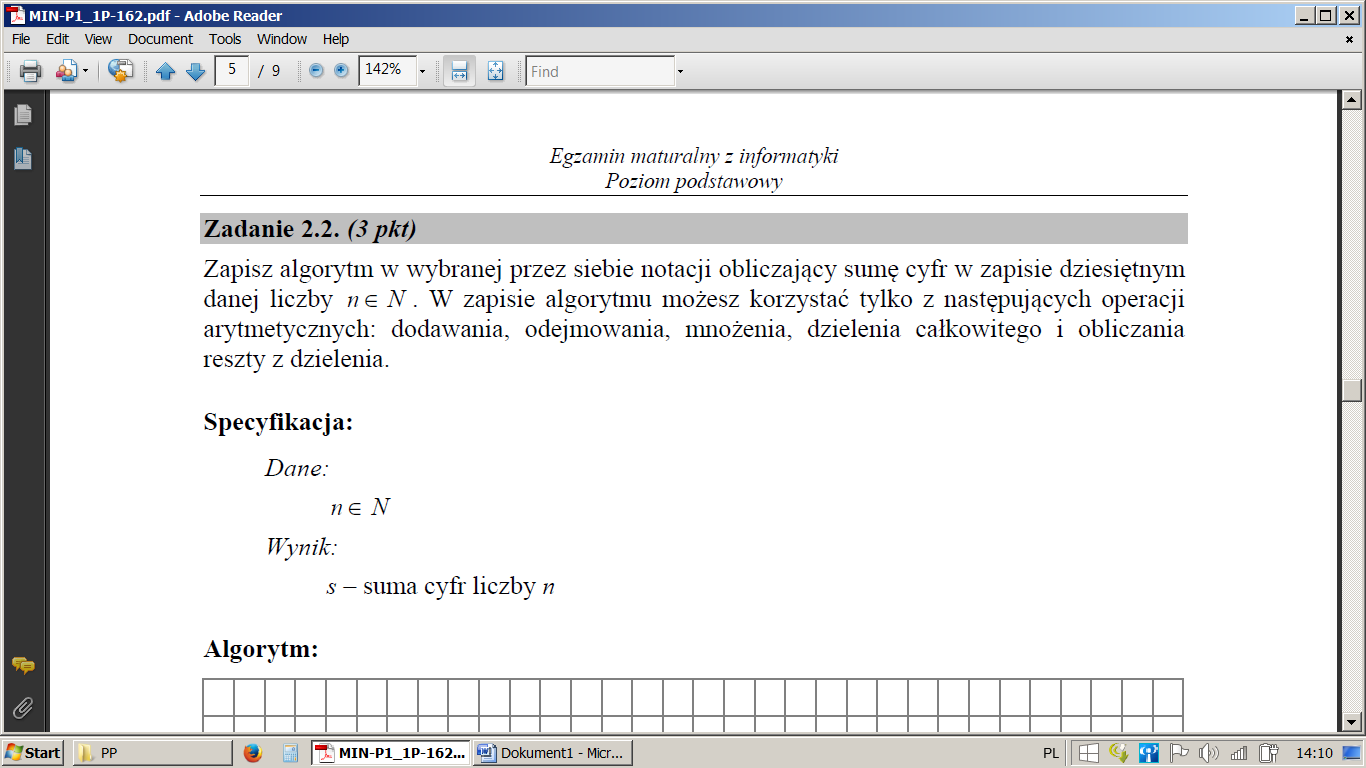 MIN-P1_1P-162.pdf - Adobe Reader
File Edit View Document Tools Window Help
5 / 9 142% Find
Egzamin maturalny z informatyki
Poziom podstawowy
Zadanie 2.2. (3 pkt)
Zapisz algorytm w wybranej przez siebie notacji obliczający sumę cyfr w zapisie dziesiętnym
danej liczby n ∈ N . W zapisie algorytmu możesz korzystać tylko z następujących operacji
arytmetycznych: dodawania, odejmowania, mnożenia, dzielenia całkowitego i obliczania
reszty z dzielenia.
Specyfikacja:
Dane:
n ∈ N
Wynik:
s – suma cyfr liczby n
Algorytm:
Start PP MIN-P1_1P-162... Dokument1 - Micr... PL 14:10